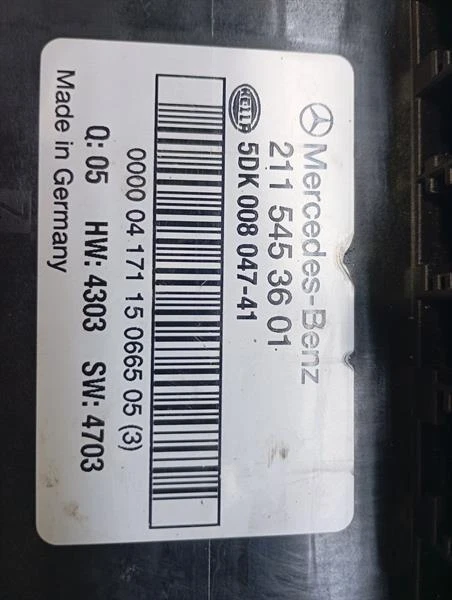 Mercedes-Benz
211 545 36 01
HELLA 5DK 008 047-41
0000 04 171 15 0665 05 (3)
Q: 05 HW: 4303 SW: 4703
Made in Germany